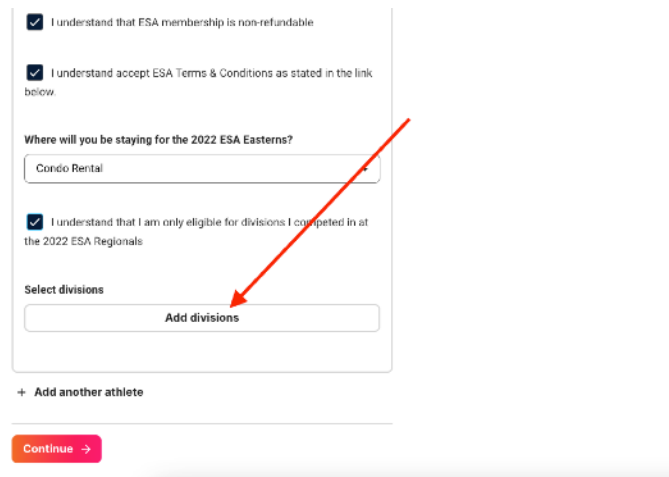 I understand that ESA membership is non-refundable
I understand accept ESA Terms & Conditions as stated in the link
below.
Where will you be staying for the 2022 ESA Easterns?
Condo Rental
I understand that I am only eligible for divisions I competed in at
the 2022 ESA Regionals
Select divisions
Add divisions
+ Add another athlete
Continue →